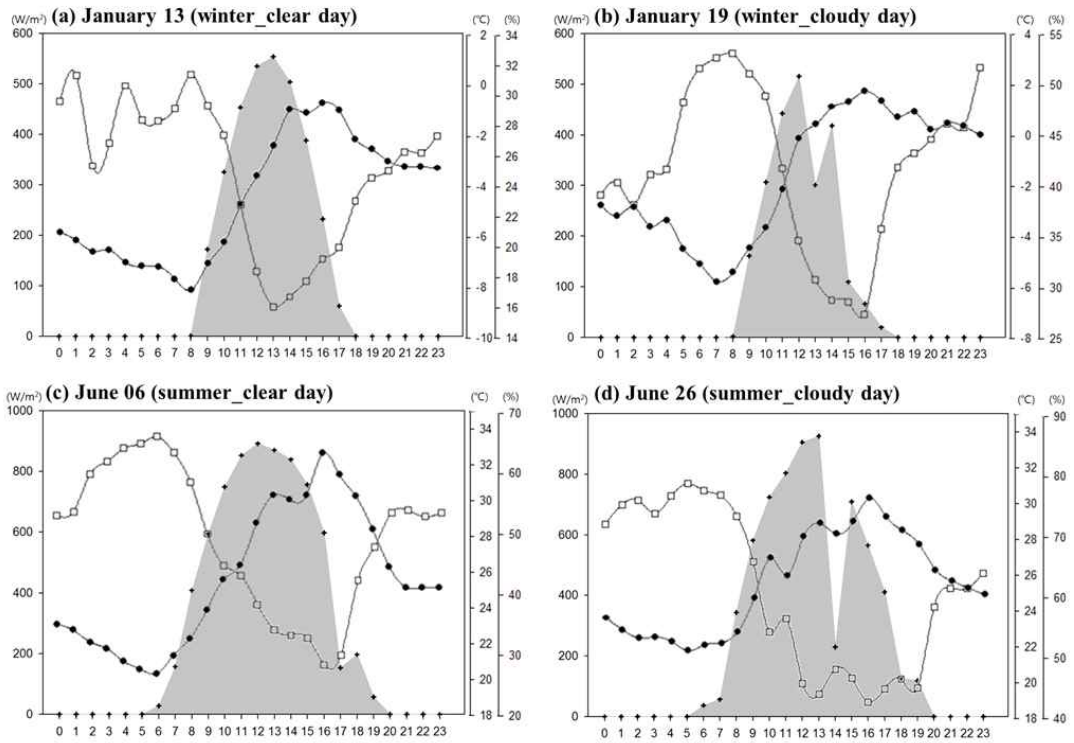 (a) January 13 (winter_clear day)
(W/m²) (℃) (%)
600 500 400 300 200 100 0
2 0 -2 -4 -6 -8 -10
34 32 30 28 26 24 22 20 18 16 14
0 1 2 3 4 5 6 7 8 9 10 11 12 13 14 15 16 17 18 19 20 21 22 23
(b) January 19 (winter_cloudy day)
(W/m²) (℃) (%)
600 500 400 300 200 100 0
4 2 0 -2 -4 -6 -8
55 50 45 40 35 30 25
0 1 2 3 4 5 6 7 8 9 10 11 12 13 14 15 16 17 18 19 20 21 22 23
(c) June 06 (summer_clear day)
(W/m²) (℃) (%)
1000 800 600 400 200 0
34 32 30 28 26 24 22 20 18
70 60 50 40 30 20
0 1 2 3 4 5 6 7 8 9 10 11 12 13 14 15 16 17 18 19 20 21 22 23
(d) June 26 (summer_cloudy day)
(W/m²) (℃) (%)
1000 800 600 400 200 0
34 32 30 28 26 24 22 20 18
90 80 70 60 50 40
0 1 2 3 4 5 6 7 8 9 10 11 12 13 14 15 16 17 18 19 20 21 22 23